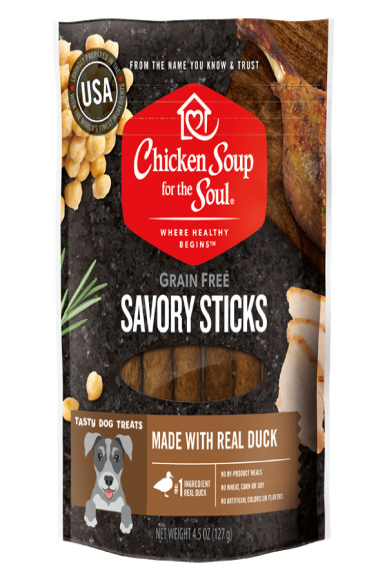 FROM THE NAME YOU KNOW & TRUST
USA
Chicken Soup
for the
Soul®
WHERE HEALTHY
BEGINS™
GRAIN FREE
SAVORY STICKS
TASTY DOG TREATS
MADE WITH REAL DUCK
#1 INGREDIENT
REAL DUCK
NO BY-PRODUCT MEALS
NO WHEAT, CORN OR SOY
NO ARTIFICIAL COLORS OR FLAVORS
NET WEIGHT 4.5 OZ (127 g)